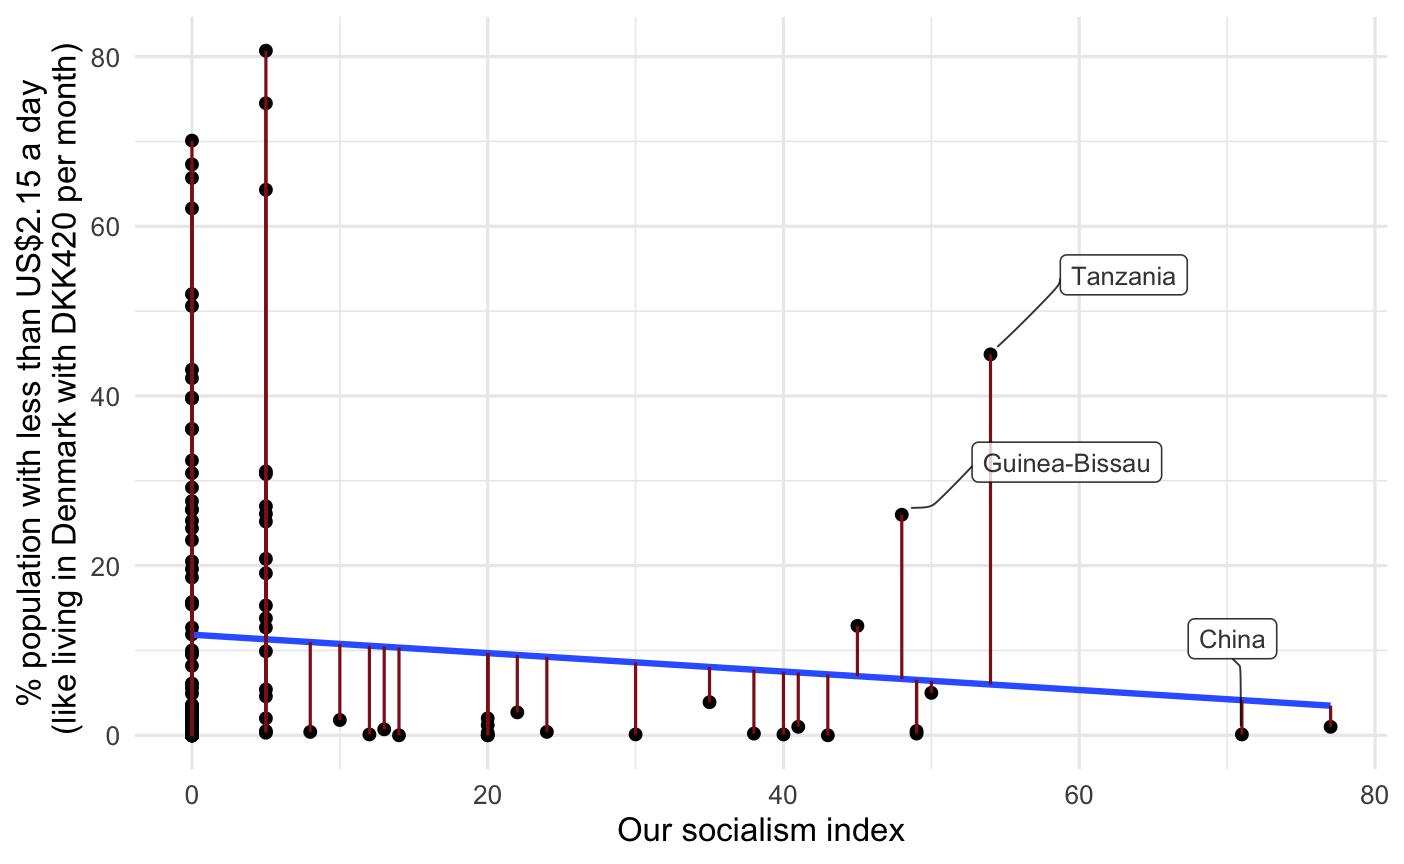 % population with less than US$2.15 a day
(like living in Denmark with DKK420 per month)
80
60
40
20
0
Tanzania
Guinea-Bissau
China
0
20
40
60
80
Our socialism index